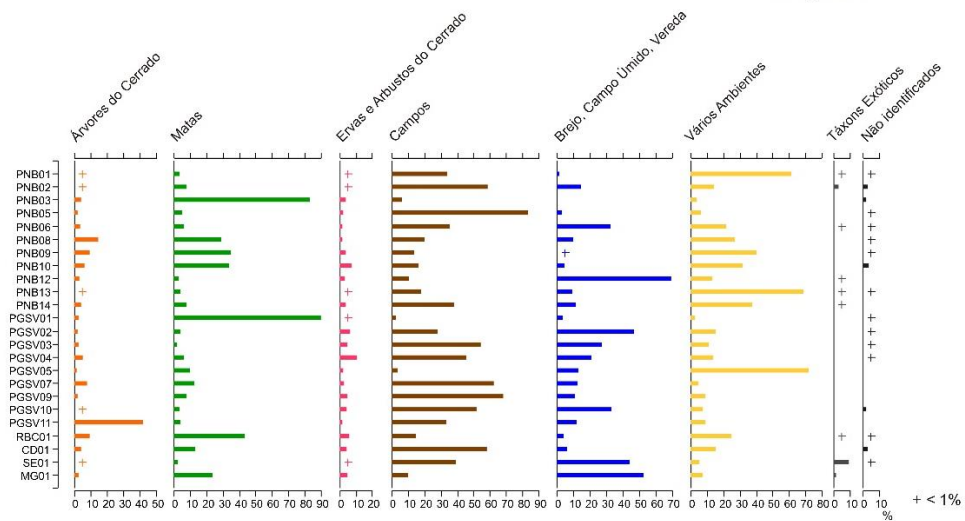 Árvores do Cerrado
Matas
Ervas e Arbustos do Cerrado
Campos
Brejo, Campo Úmido, Vereda
Vários Ambientes
Táxons Exóticos
Não identificados
PNB01 + + + +
PNB02 + +
PNB03
PNB05 +
PNB06 + +
PNB08 +
PNB09 + +
PNB10
PNB12 +
PNB13 + + + +
PNB14 +
PGSV01 + +
PGSV02 +
PGSV03 +
PGSV04 +
PGSV05
PGSV07
PGSV09
PGSV10 +
PGSV11
RBC01 + +
CD01
SE01 + + +
MG01
0 10 20 30 40 50 0 10 20 30 40 50 60 70 80 90 0 10 20 0 10 20 30 40 50 60 70 80 90 0 10 20 30 40 50 60 70 0 10 20 30 40 50 60 70 80 0 10 0 10
%
+ < 1%